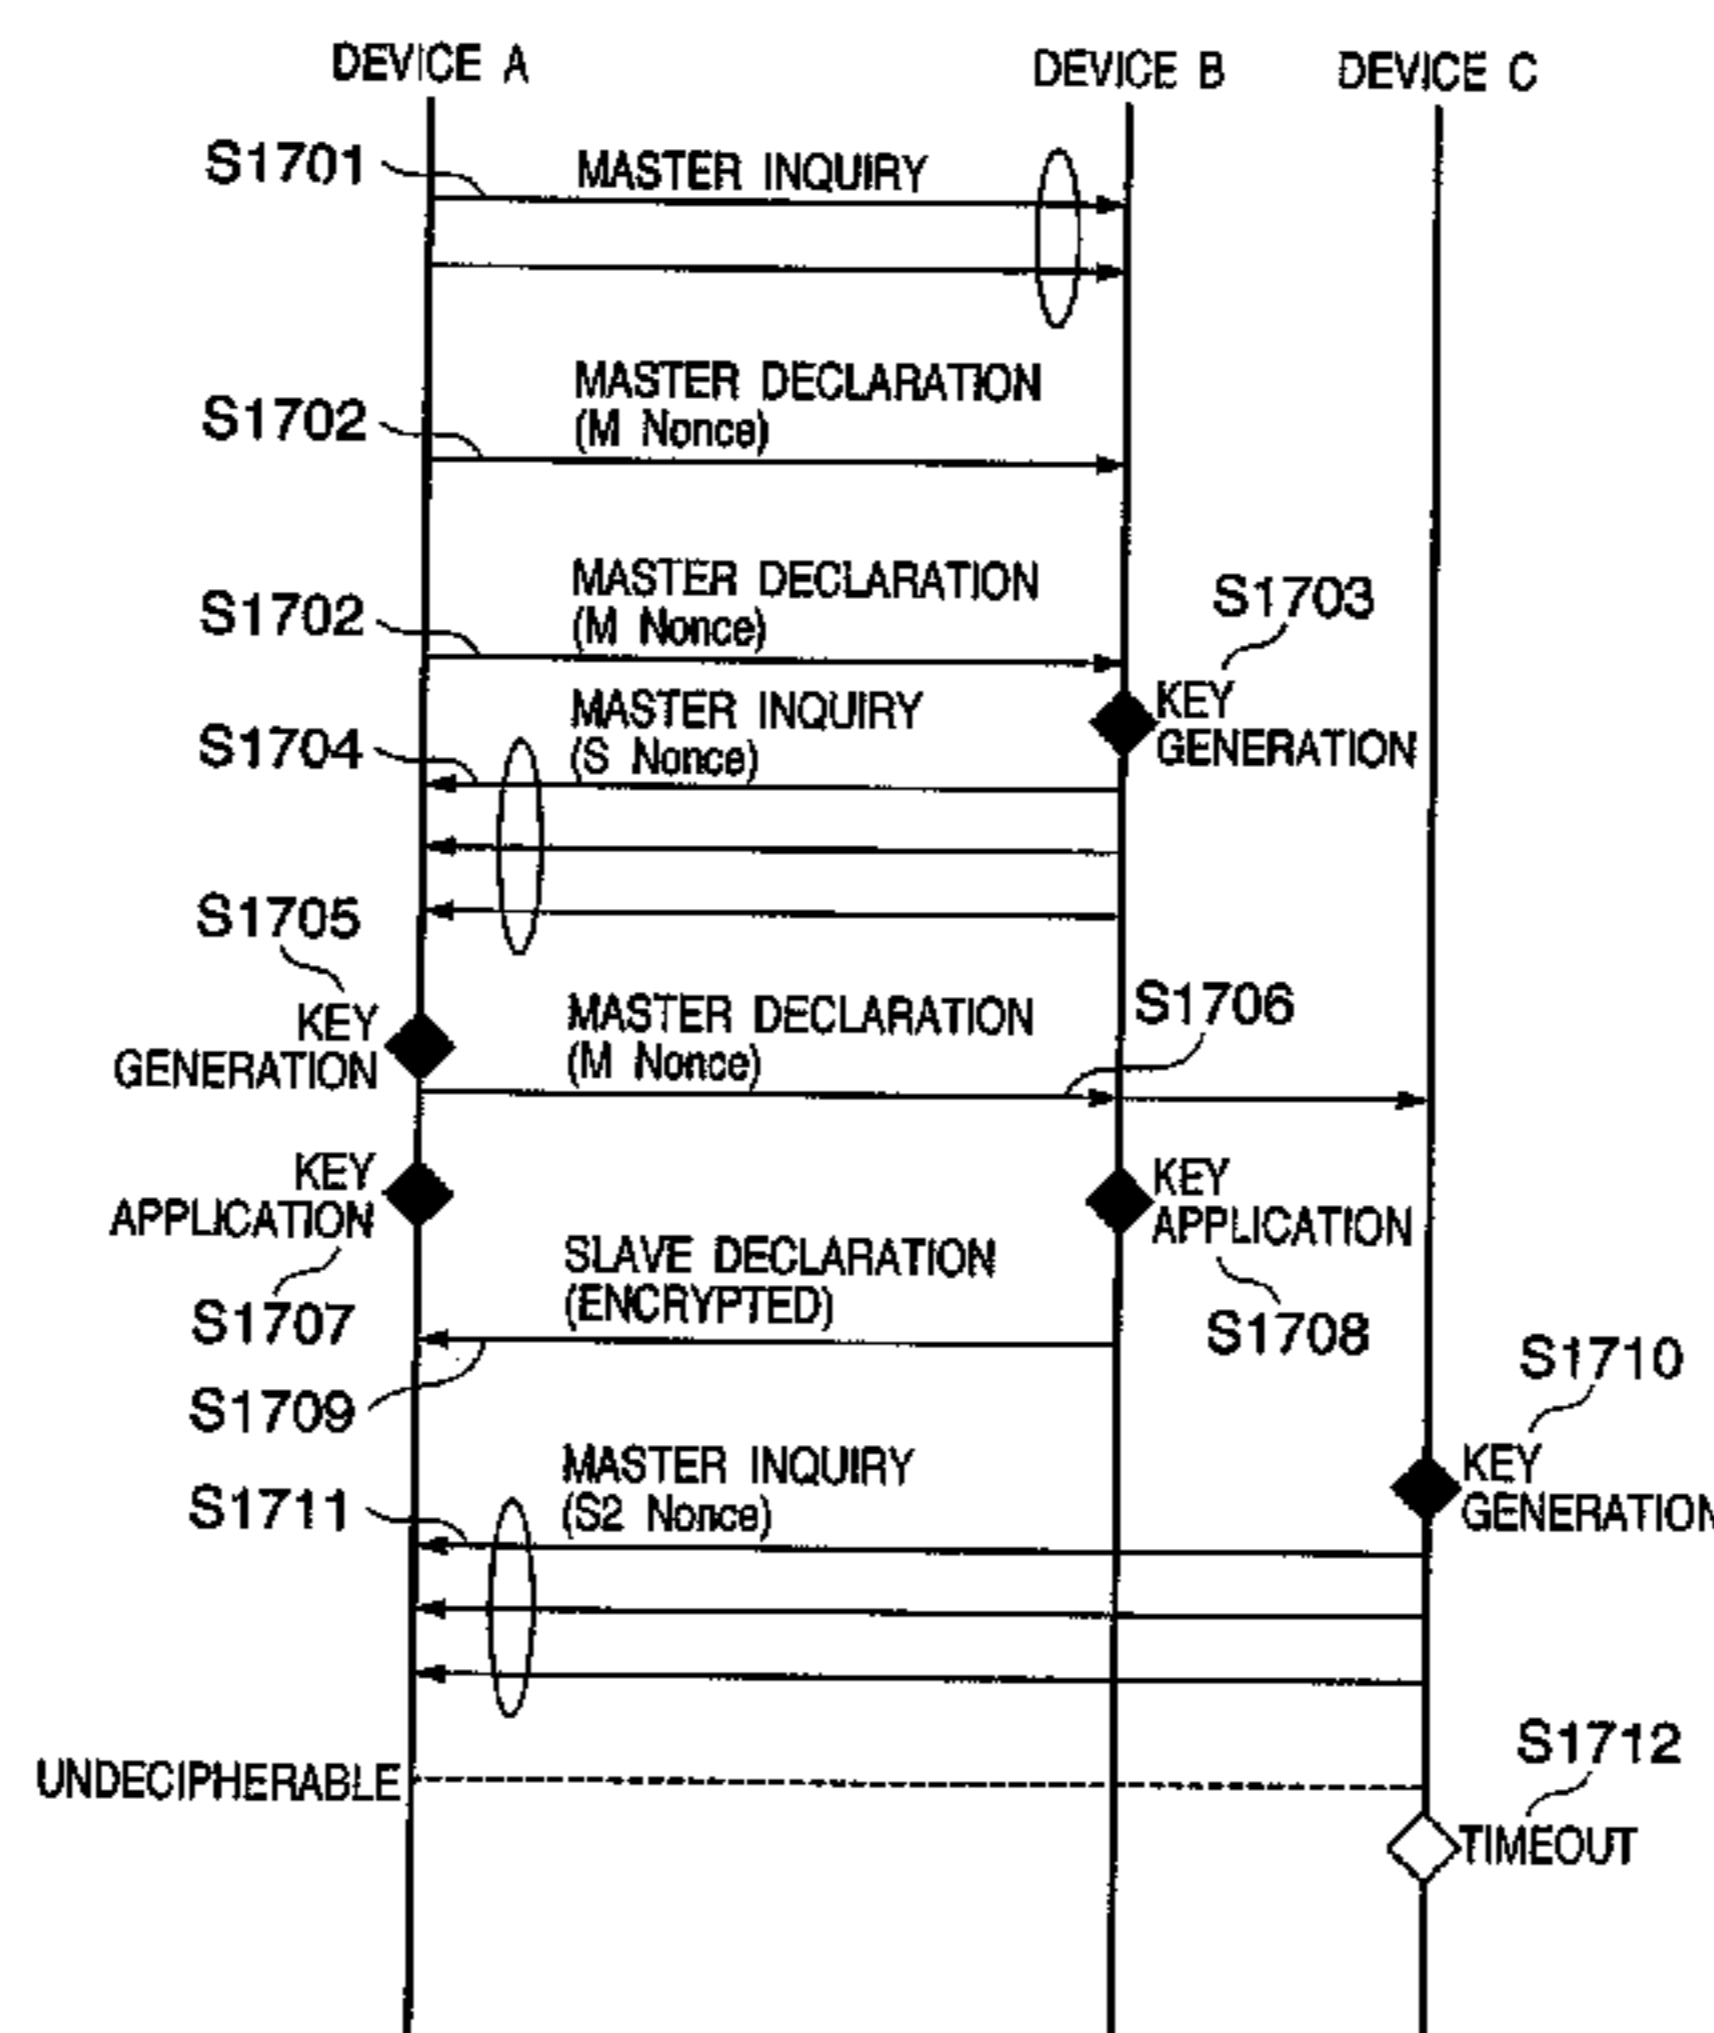 DEVICE A
DEVICE B
DEVICE C
S1701
MASTER INQUIRY
MASTER DECLARATION
(M Nonce)
S1702
MASTER DECLARATION
(M Nonce)
S1702
S1703
KEY
GENERATION
MASTER INQUIRY
(S Nonce)
S1704
S1705
KEY
GENERATION
MASTER DECLARATION
(M Nonce)
S1706
KEY
APPLICATION
S1707
KEY
APPLICATION
S1708
SLAVE DECLARATION
(ENCRYPTED)
S1709
S1710
KEY
GENERATION
MASTER INQUIRY
(S2 Nonce)
S1711
UNDECIPHERABLE
S1712
TIMEOUT